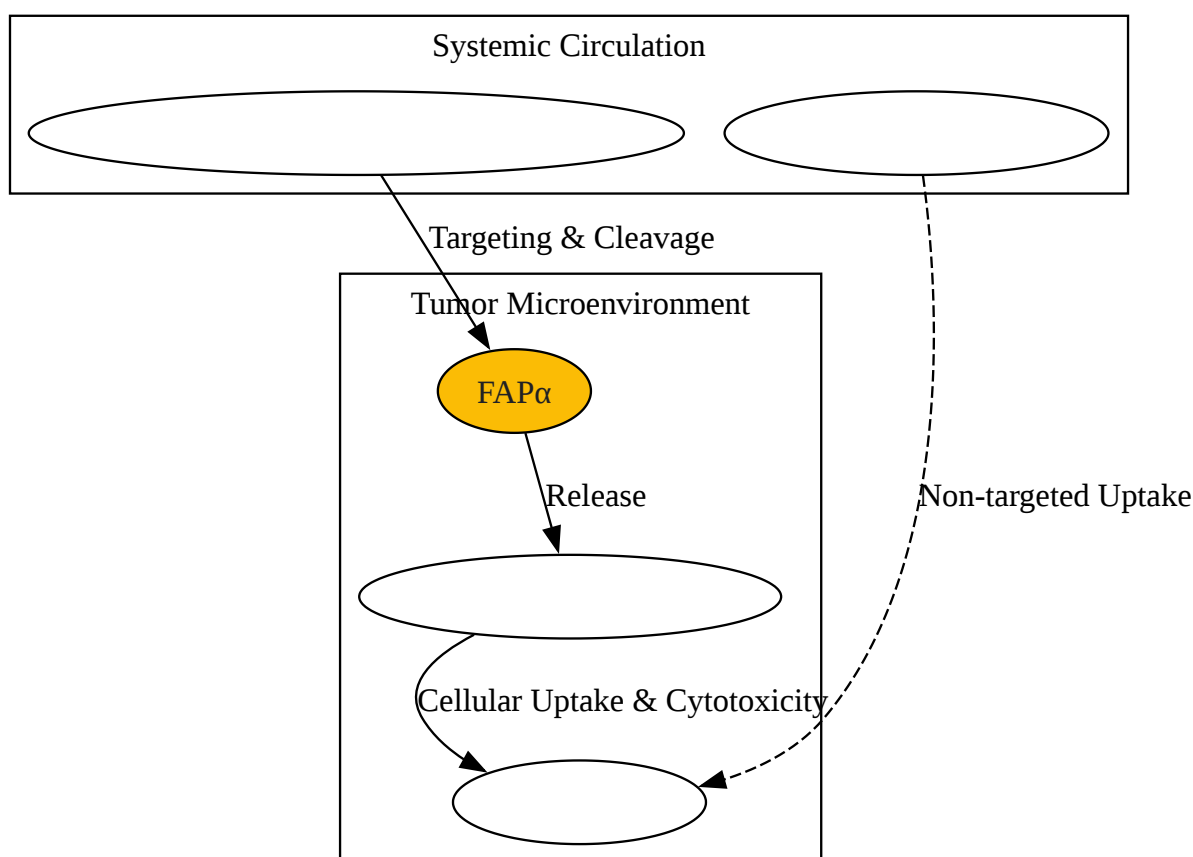 Systemic Circulation
Targeting & Cleavage
Tumor Microenvironment
FAPα
Release
Non-targeted Uptake
Cellular Uptake & Cytotoxicity